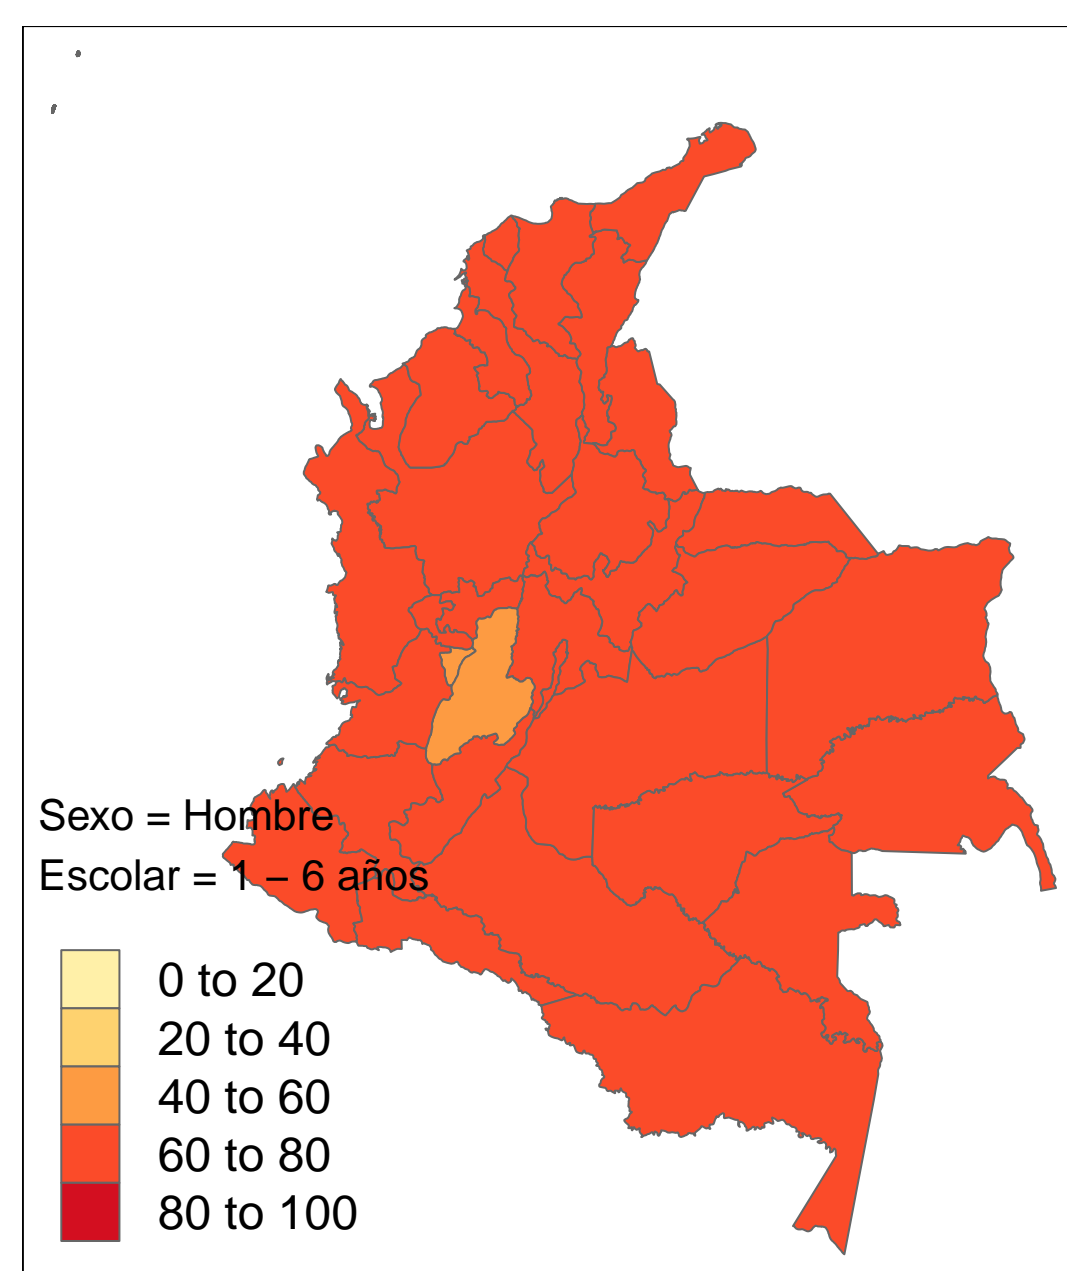 Sexo = Hombre
Escolar = 1 – 6 años
0 to 20
20 to 40
40 to 60
60 to 80
80 to 100